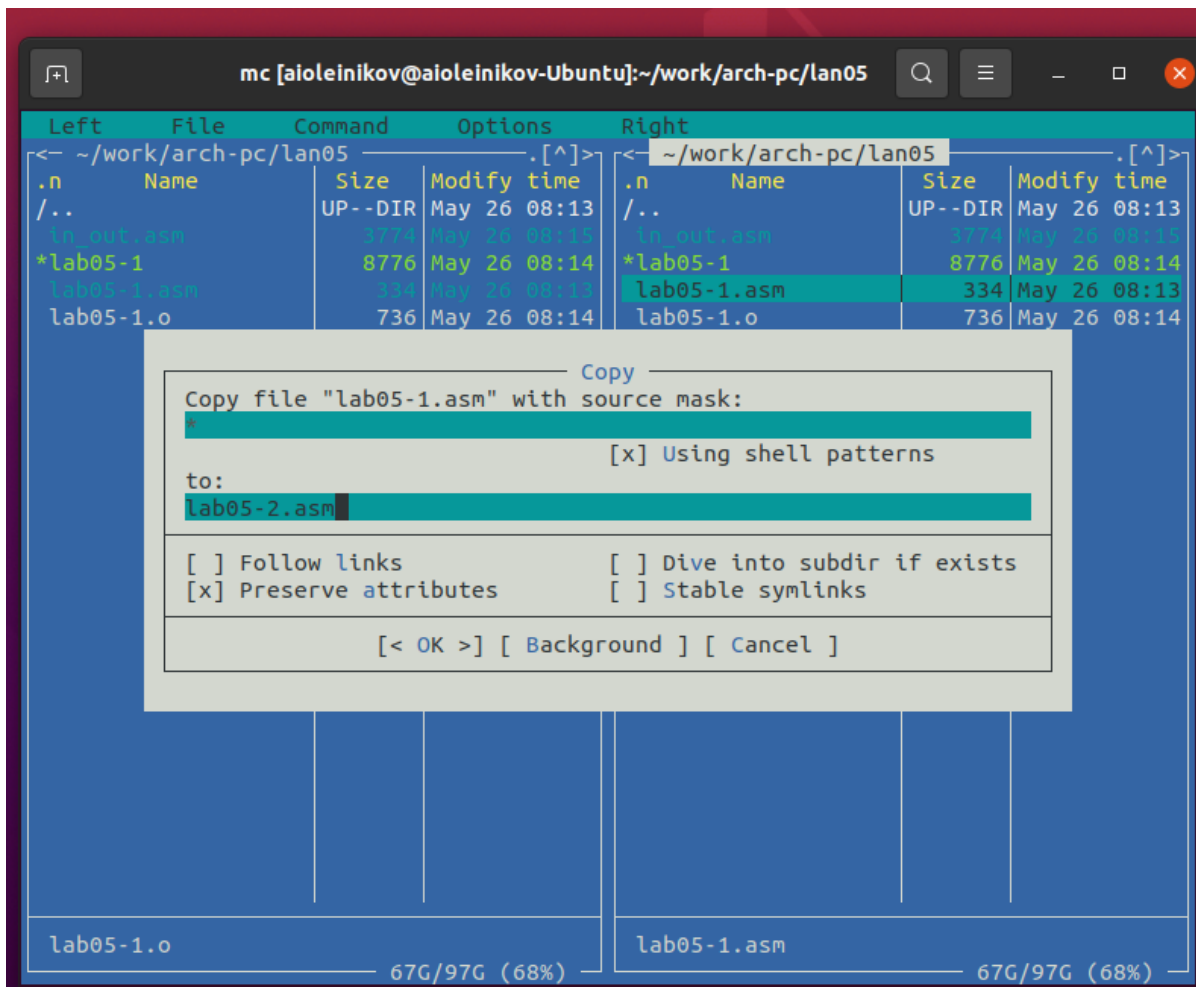 mc [aioleinikov@aioleinikov-Ubuntu]:~/work/arch-pc/lan05
Left File Command Options Right
<─ ~/work/arch-pc/lan05 ─.[^]> <─ ~/work/arch-pc/lan05 ─.[^]>
.n Name Size Modify time .n Name Size Modify time
/.. UP--DIR May 26 08:13 /.. UP--DIR May 26 08:13
in_out.asm 3774 May 26 08:15 in_out.asm 3774 May 26 08:15
*lab05-1 8776 May 26 08:14 *lab05-1 8776 May 26 08:14
lab05-1.asm 334 May 26 08:13 lab05-1.asm 334 May 26 08:13
lab05-1.o 736 May 26 08:14 lab05-1.o 736 May 26 08:14
Copy
Copy file "lab05-1.asm" with source mask:
*
[x] Using shell patterns
to:
lab05-2.asm
[ ] Follow links [ ] Dive into subdir if exists
[x] Preserve attributes [ ] Stable symlinks
[< OK >] [ Background ] [ Cancel ]
lab05-1.o lab05-1.asm
67G/97G (68%) 67G/97G (68%)